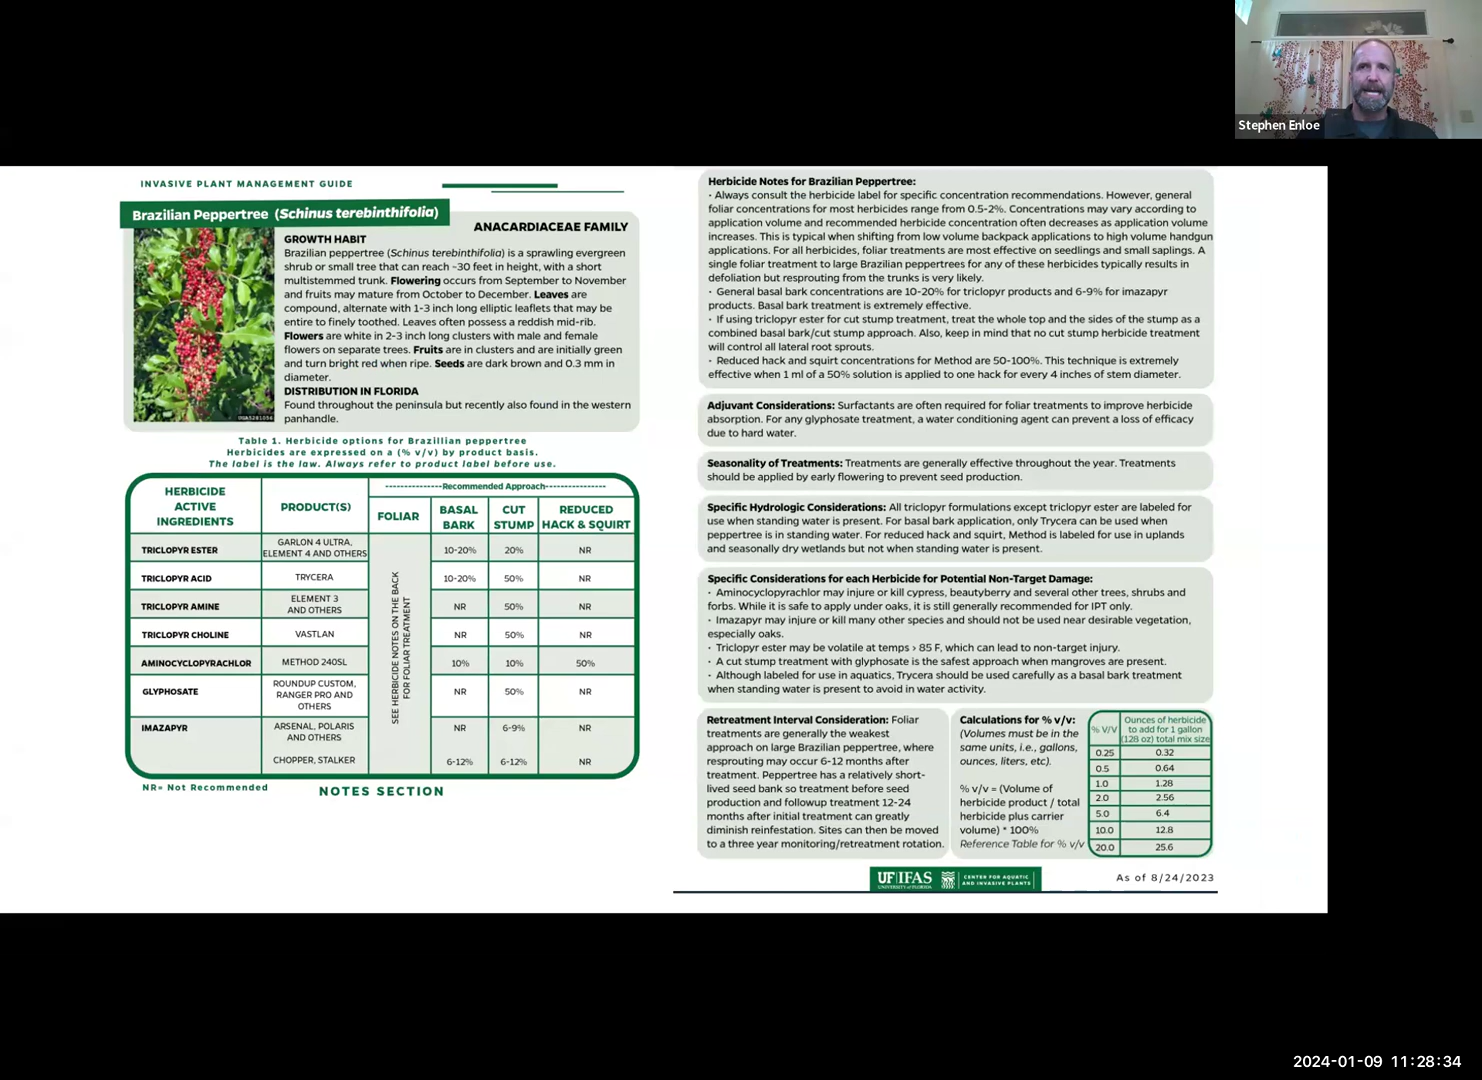 Stephen Enloe
INVASIVE PLANT MANAGEMENT GUIDE
Brazilian Peppertree (Schinus terebinthifolia)
ANACARDIACEAE FAMILY
GROWTH HABIT
Brazilian peppertree (Schinus terebinthifolia) is a sprawling evergreen
shrub or small tree that can reach ~30 feet in height, with a short
multistemmed trunk. Flowering occurs from September to November
and fruits may mature from October to December. Leaves are
compound, alternate with 1-3 inch long elliptic leaflets that may be
entire to finely toothed. Leaves often possess a reddish mid-rib.
Flowers are white in 2-3 inch long clusters with male and female
flowers on separate trees. Fruits are in clusters and are initially green
and turn bright red when ripe. Seeds are dark brown and 0.3 mm in
diameter.
DISTRIBUTION IN FLORIDA
Found throughout the peninsula but recently also found in the western
panhandle.
Table 1. Herbicide options for Brazillian peppertree
Herbicides are expressed on a (% v/v) by product basis.
The label is the law. Always refer to product label before use.
HERBICIDE ACTIVE INGREDIENTS
PRODUCT(S)
---------------Recommended Approach----------------
FOLIAR
BASAL BARK
CUT STUMP
REDUCED HACK & SQUIRT
SEE HERBICIDE NOTES ON THE BACK
FOR FOLIAR TREATMENT
TRICLOPYR ESTER GARLON 4 ULTRA, ELEMENT 4 AND OTHERS 10-20% 20% NR
TRICLOPYR ACID TRYCERA 10-20% 50% NR
TRICLOPYR AMINE ELEMENT 3 AND OTHERS NR 50% NR
TRICLOPYR CHOLINE VASTLAN NR 50% NR
AMINOCYCLOPYRACHLOR METHOD 240SL 10% 10% 50%
GLYPHOSATE ROUNDUP CUSTOM, RANGER PRO AND OTHERS NR 50% NR
IMAZAPYR ARSENAL, POLARIS AND OTHERS NR 6-9% NR
CHOPPER, STALKER 6-12% 6-12% NR
NR= Not Recommended
NOTES SECTION
Herbicide Notes for Brazilian Peppertree:
• Always consult the herbicide label for specific concentration recommendations. However, general
foliar concentrations for most herbicides range from 0.5-2%. Concentrations may vary according to
application volume and recommended herbicide concentration often decreases as application volume
increases. This is typical when shifting from low volume backpack applications to high volume handgun
applications. For all herbicides, foliar treatments are most effective on seedlings and small saplings. A
single foliar treatment to large Brazilian peppertrees for any of these herbicides typically results in
defoliation but resprouting from the trunks is very likely.
• General basal bark concentrations are 10-20% for triclopyr products and 6-9% for imazapyr
products. Basal bark treatment is extremely effective.
• If using triclopyr ester for cut stump treatment, treat the whole top and the sides of the stump as a
combined basal bark/cut stump approach. Also, keep in mind that no cut stump herbicide treatment
will control all lateral root sprouts.
• Reduced hack and squirt concentrations for Method are 50-100%. This technique is extremely
effective when 1 ml of a 50% solution is applied to one hack for every 4 inches of stem diameter.
Adjuvant Considerations: Surfactants are often required for foliar treatments to improve herbicide
absorption. For any glyphosate treatment, a water conditioning agent can prevent a loss of efficacy
due to hard water.
Seasonality of Treatments: Treatments are generally effective throughout the year. Treatments
should be applied by early flowering to prevent seed production.
Specific Hydrologic Considerations: All triclopyr formulations except triclopyr ester are labeled for
use when standing water is present. For basal bark application, only Trycera can be used when
peppertree is in standing water. For reduced hack and squirt, Method is labeled for use in uplands
and seasonally dry wetlands but not when standing water is present.
Specific Considerations for each Herbicide for Potential Non-Target Damage:
• Aminocyclopyrachlor may injure or kill cypress, beautyberry and several other trees, shrubs and
forbs. While it is safe to apply under oaks, it is still generally recommended for IPT only.
• Imazapyr may injure or kill many other species and should not be used near desirable vegetation,
especially oaks.
• Triclopyr ester may be volatile at temps > 85 F, which can lead to non-target injury.
• A cut stump treatment with glyphosate is the safest approach when mangroves are present.
• Although labeled for use in aquatics, Trycera should be used carefully as a basal bark treatment
when standing water is present to avoid in water activity.
Retreatment Interval Consideration: Foliar
treatments are generally the weakest
approach on large Brazilian peppertree, where
resprouting may occur 6-12 months after
treatment. Peppertree has a relatively short-
lived seed bank so treatment before seed
production and followup treatment 12-24
months after initial treatment can greatly
diminish reinfestation. Sites can then be moved
to a three year monitoring/retreatment rotation.
Calculations for % v/v:
(Volumes must be in the
same units, i.e., gallons,
ounces, liters, etc).
% v/v = (Volume of
herbicide product / total
herbicide plus carrier
volume) * 100%
Reference Table for % v/v
% V/V Ounces of herbicide to add for 1 gallon (128 oz) total mix size
0.25 0.32
0.5 0.64
1.0 1.28
2.0 2.56
5.0 6.4
10.0 12.8
20.0 25.6
UF IFAS
UNIVERSITY of FLORIDA
CENTER FOR AQUATIC
AND INVASIVE PLANTS
As of 8/24/2023
2024-01-09 11:28:34